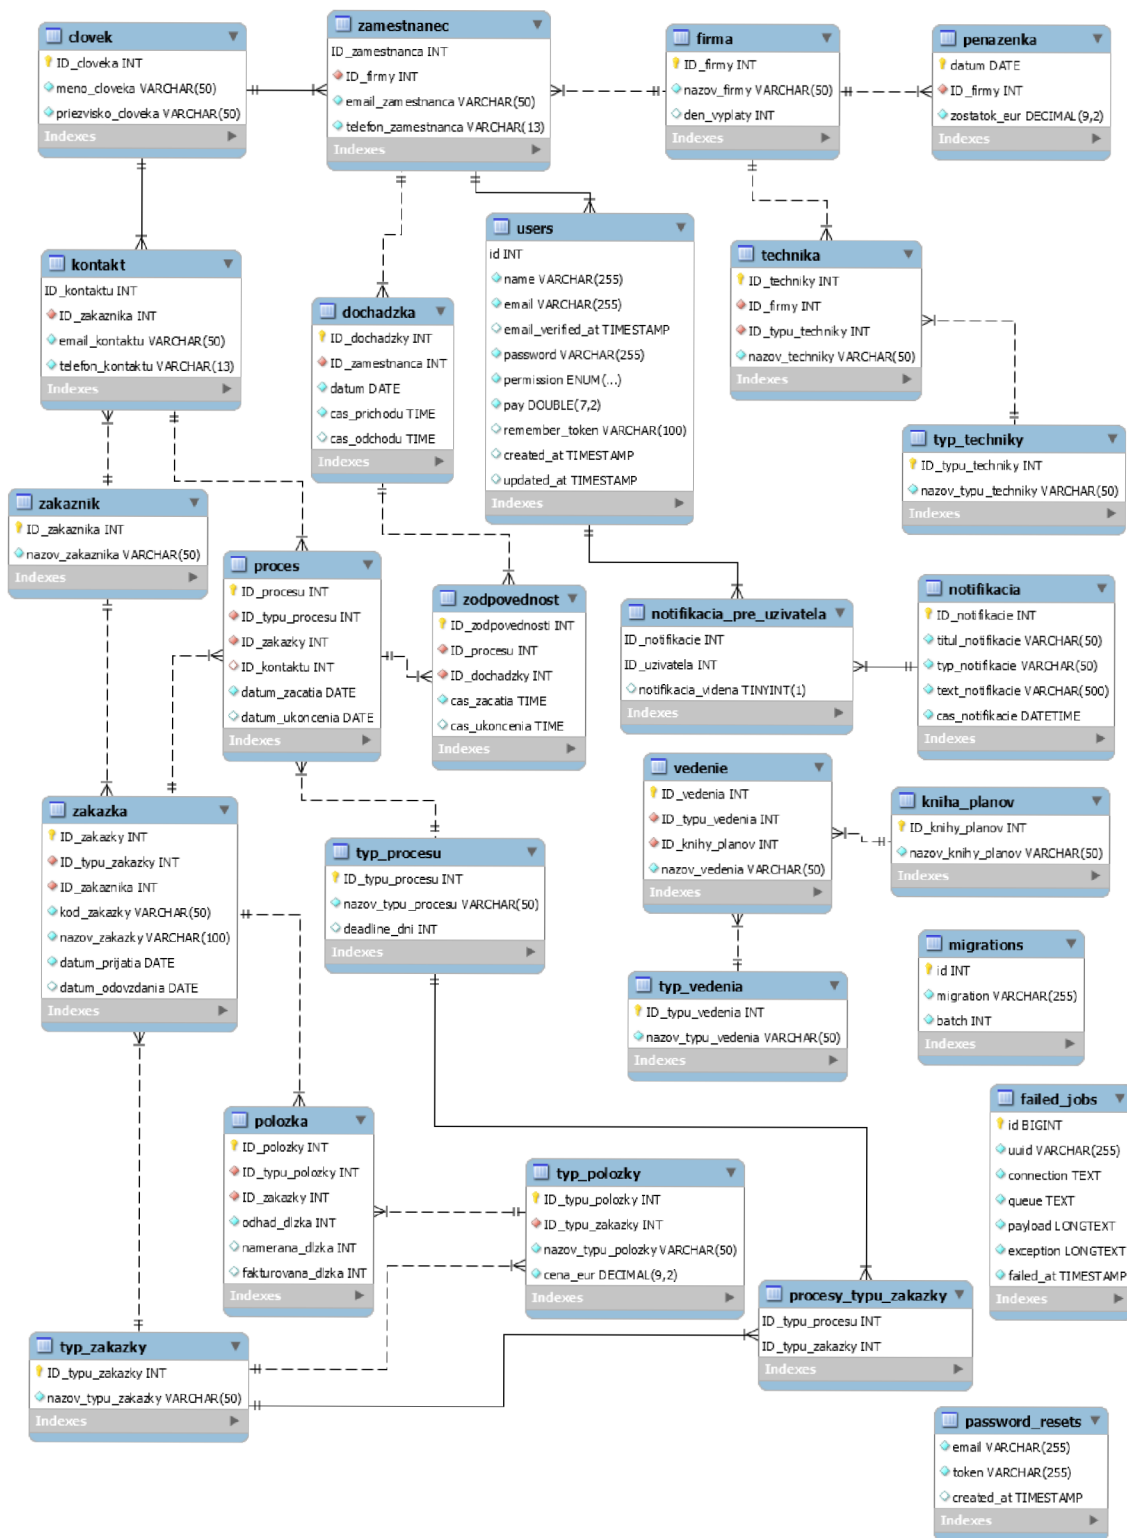 clovek
ID_cloveka INT
meno_cloveka VARCHAR(50)
priezvisko_cloveka VARCHAR(50)
Indexes
zamestnanec
ID_zamestnanca INT
ID_firmy INT
email_zamestnanca VARCHAR(50)
telefon_zamestnanca VARCHAR(13)
Indexes
firma
ID_firmy INT
nazov_firmy VARCHAR(50)
den_vyplaty INT
Indexes
penazenka
datum DATE
ID_firmy INT
zostatok_eur DECIMAL(9,2)
Indexes
kontakt
ID_kontaktu INT
ID_zakaznika INT
email_kontaktu VARCHAR(50)
telefon_kontaktu VARCHAR(13)
Indexes
dochadzka
ID_dochadzky INT
ID_zamestnanca INT
datum DATE
cas_prichodu TIME
cas_odchodu TIME
Indexes
users
id INT
name VARCHAR(255)
email VARCHAR(255)
email_verified_at TIMESTAMP
password VARCHAR(255)
permission ENUM(...)
pay DOUBLE(7,2)
remember_token VARCHAR(100)
created_at TIMESTAMP
updated_at TIMESTAMP
Indexes
technika
ID_techniky INT
ID_firmy INT
ID_typu_techniky INT
nazov_techniky VARCHAR(50)
Indexes
typ_techniky
ID_typu_techniky INT
nazov_typu_techniky VARCHAR(50)
Indexes
zakaznik
ID_zakaznika INT
nazov_zakaznika VARCHAR(50)
Indexes
proces
ID_procesu INT
ID_typu_procesu INT
ID_zakazky INT
ID_kontaktu INT
datum_zacatia DATE
datum_ukoncenia DATE
Indexes
zodpovednost
ID_zodpovednosti INT
ID_procesu INT
ID_dochadzky INT
cas_zacatia TIME
cas_ukoncenia TIME
Indexes
notifikacia_pre_uzivatela
ID_notifikacie INT
ID_uzivatela INT
notifikacia_videna TINYINT(1)
Indexes
notifikacia
ID_notifikacie INT
titul_notifikacie VARCHAR(50)
typ_notifikacie VARCHAR(50)
text_notifikacie VARCHAR(500)
cas_notifikacie DATETIME
Indexes
zakazka
ID_zakazky INT
ID_typu_zakazky INT
ID_zakaznika INT
kod_zakazky VARCHAR(50)
nazov_zakazky VARCHAR(100)
datum_prijatia DATE
datum_odovzdania DATE
Indexes
typ_procesu
ID_typu_procesu INT
nazov_typu_procesu VARCHAR(50)
deadline_dni INT
Indexes
vedenie
ID_vedenia INT
ID_typu_vedenia INT
ID_knihy_planov INT
nazov_vedenia VARCHAR(50)
Indexes
kniha_planov
ID_knihy_planov INT
nazov_knihy_planov VARCHAR(50)
Indexes
typ_vedenia
ID_typu_vedenia INT
nazov_typu_vedenia VARCHAR(50)
Indexes
migrations
id INT
migration VARCHAR(255)
batch INT
Indexes
polozka
ID_polozky INT
ID_typu_polozky INT
ID_zakazky INT
odhad_dlzka INT
namerana_dlzka INT
fakturovana_dlzka INT
Indexes
typ_polozky
ID_typu_polozky INT
ID_typu_zakazky INT
nazov_typu_polozky VARCHAR(50)
cena_eur DECIMAL(9,2)
Indexes
failed_jobs
id BIGINT
uuid VARCHAR(255)
connection TEXT
queue TEXT
payload LONGTEXT
exception LONGTEXT
failed_at TIMESTAMP
Indexes
procesy_typu_zakazky
ID_typu_procesu INT
ID_typu_zakazky INT
Indexes
typ_zakazky
ID_typu_zakazky INT
nazov_typu_zakazky VARCHAR(50)
Indexes
password_resets
email VARCHAR(255)
token VARCHAR(255)
created_at TIMESTAMP
Indexes